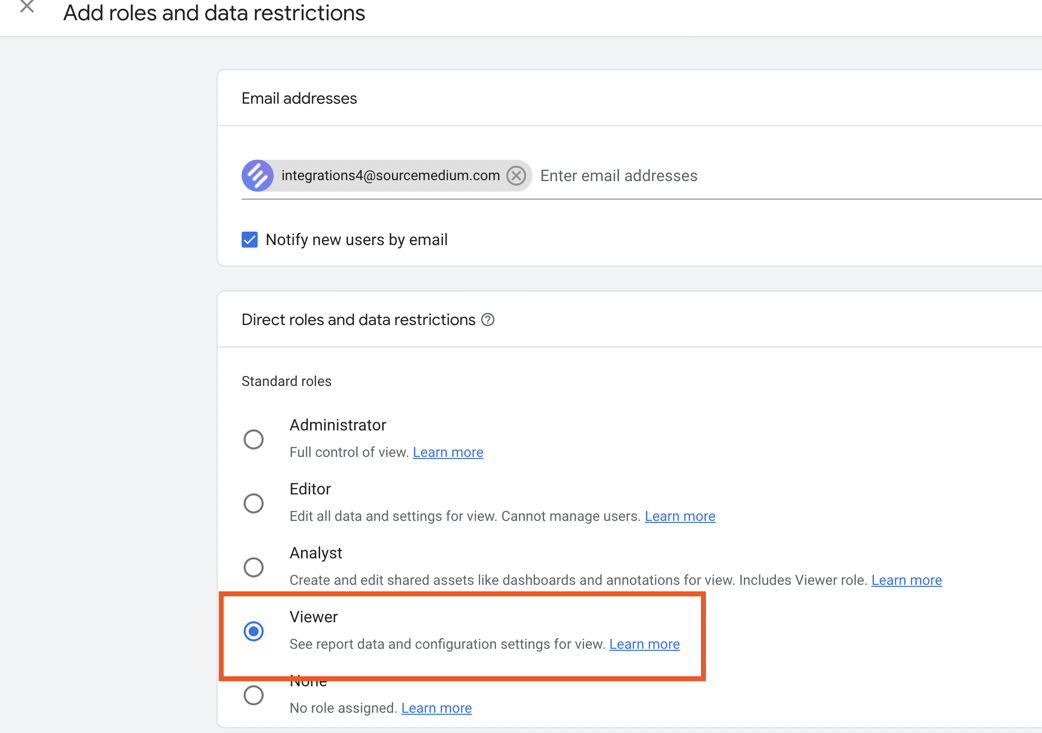 Add roles and data restrictions
Email addresses
integrations4@sourcemedium.com Enter email addresses
Notify new users by email
Direct roles and data restrictions
Standard roles
Administrator
Full control of view. Learn more
Editor
Edit all data and settings for view. Cannot manage users. Learn more
Analyst
Create and edit shared assets like dashboards and annotations for view. Includes Viewer role. Learn more
Viewer
See report data and configuration settings for view. Learn more
None
No role assigned. Learn more